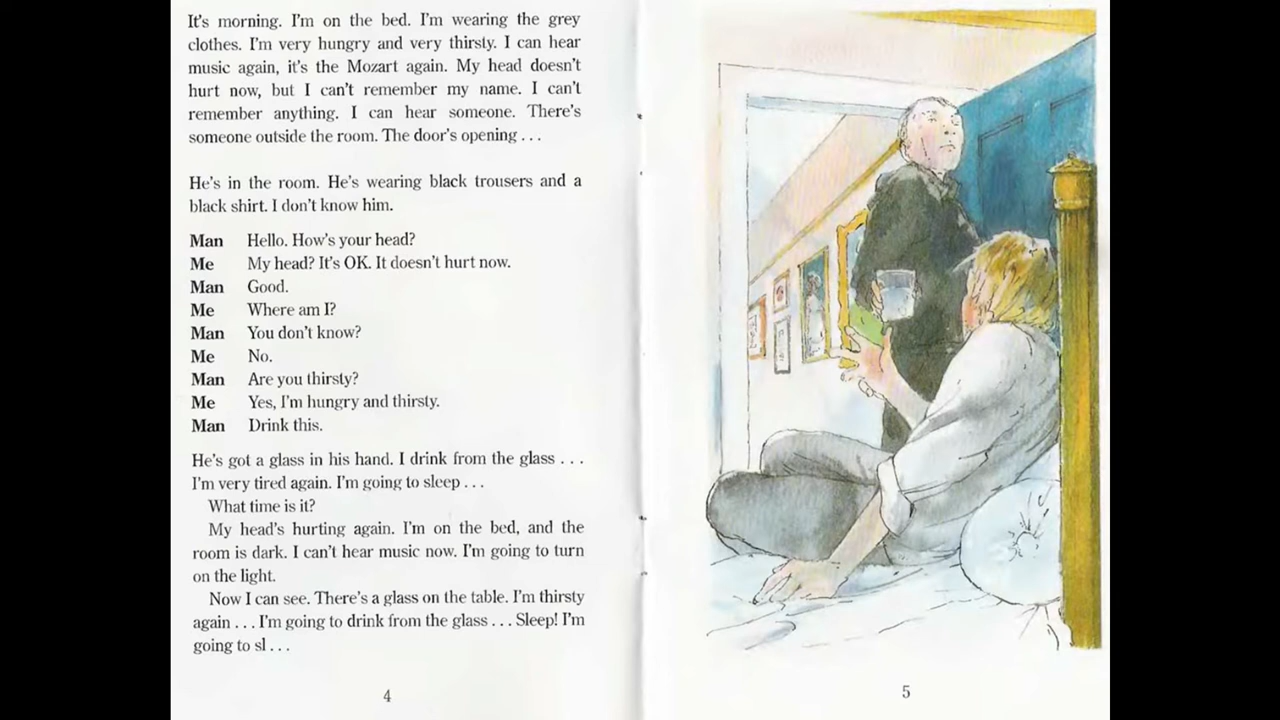 It's morning. I'm on the bed. I'm wearing the grey
clothes. I'm very hungry and very thirsty. I can hear
music again, it's the Mozart again. My head doesn't
hurt now, but I can't remember my name. I can't
remember anything. I can hear someone. There's
someone outside the room. The door's opening . . .
He's in the room. He's wearing black trousers and a
black shirt. I don't know him.
Man Hello. How's your head?
Me My head? It's OK. It doesn't hurt now.
Man Good.
Me Where am I?
Man You don't know?
Me No.
Man Are you thirsty?
Me Yes, I'm hungry and thirsty.
Man Drink this.
He's got a glass in his hand. I drink from the glass . . .
I'm very tired again. I'm going to sleep . . .
What time is it?
My head's hurting again. I'm on the bed, and the
room is dark. I can't hear music now. I'm going to turn
on the light.
Now I can see. There's a glass on the table. I'm thirsty
again . . . I'm going to drink from the glass . . . Sleep! I'm
going to sl . . .
4
5